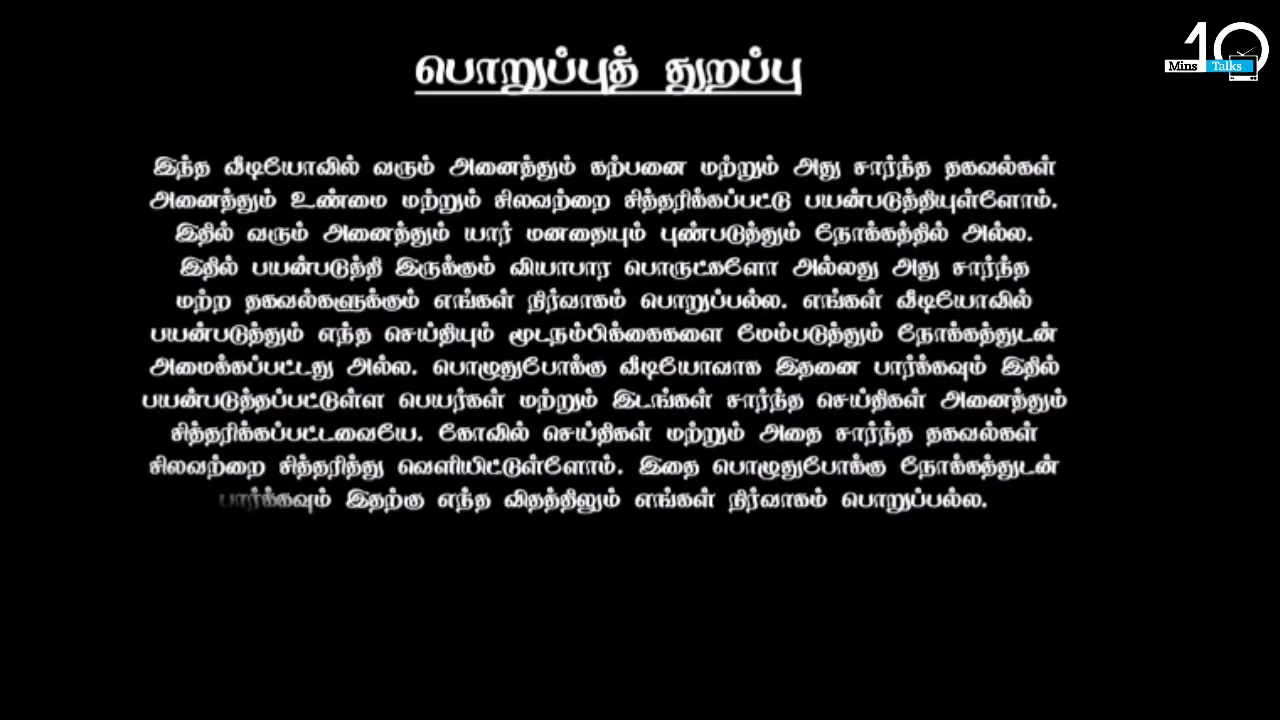 10
Mins Talks
பொறுப்புத் துறப்பு
இந்த வீடியோவில் வரும் அனைத்தும் கற்பனை மற்றும் அது சார்ந்த தகவல்கள்
அனைத்தும் உண்மை மற்றும் சிலவற்றை சித்தரிக்கப்பட்டு பயன்படுத்தியுள்ளோம்.
இதில் வரும் அனைத்தும் யார் மனதையும் புண்படுத்தும் நோக்கத்தில் அல்ல.
இதில் பயன்படுத்தி இருக்கும் வியாபார பொருட்களோ அல்லது அது சார்ந்த
மற்ற தகவல்களுக்கும் எங்கள் நிர்வாகம் பொறுப்பல்ல. எங்கள் வீடியோவில்
பயன்படுத்தும் எந்த செய்தியும் மூடநம்பிக்கைகளை மேம்படுத்தும் நோக்கத்துடன்
அமைக்கப்பட்டது அல்ல. பொழுதுபோக்கு வீடியோவாக இதனை பார்க்கவும் இதில்
பயன்படுத்தப்பட்டுள்ள பெயர்கள் மற்றும் இடங்கள் சார்ந்த செய்திகள் அனைத்தும்
சித்தரிக்கப்பட்டவையே. கோவில் செய்திகள் மற்றும் அதை சார்ந்த தகவல்கள்
சிலவற்றை சித்தரித்து வெளியிட்டுள்ளோம். இதை பொழுதுபோக்கு நோக்கத்துடன்
பார்க்கவும் இதற்கு எந்த விதத்திலும் எங்கள் நிர்வாகம் பொறுப்பல்ல.